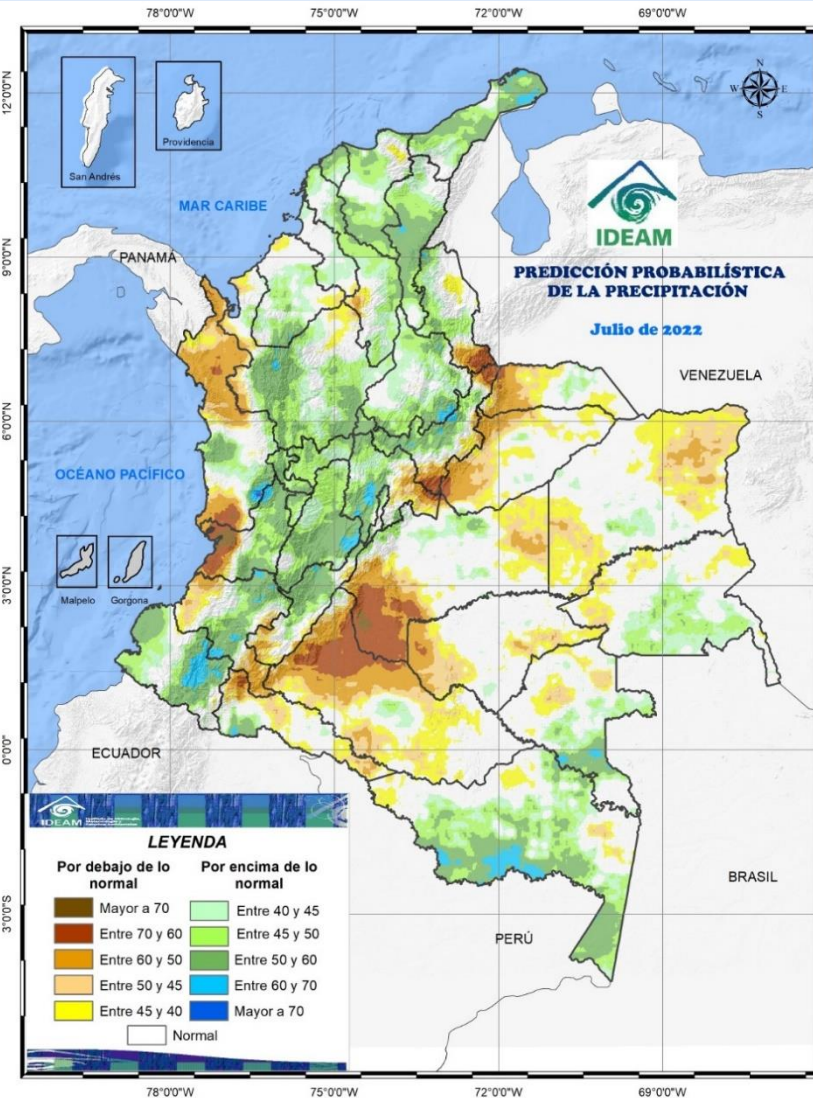 78°0'0"W
75°0'0"W
72°0'0"W
69°0'0"W
12°0'0"N
9°0'0"N
6°0'0"N
3°0'0"N
0°0'0"
3°0'0"S
San Andrés
Providencia
N
W
E
S
MAR CARIBE
IDEAM
PANAMÁ
PREDICCIÓN PROBABILÍSTICA
DE LA PRECIPITACIÓN
Julio de 2022
VENEZUELA
OCÉANO PACÍFICO
Malpelo
Gorgona
ECUADOR
BRASIL
PERÚ
IDEAM
LEYENDA
Por debajo de lo
normal
Mayor a 70
Entre 70 y 60
Entre 60 y 50
Entre 50 y 45
Entre 45 y 40
Por encima de lo
normal
Entre 40 y 45
Entre 45 y 50
Entre 50 y 60
Entre 60 y 70
Mayor a 70
Normal
78°0'0"W
75°0'0"W
72°0'0"W
69°0'0"W